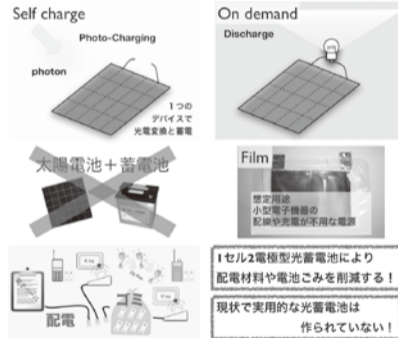 Self charge
Photo-Charging
photon
1つの
デバイスで
光電変換と蓄電
On demand
Discharge
太陽電池＋蓄電池
Film
想定用途
小型電子機器の
配線や充電が不用な電源
配電
ゴミ
1セル2電極型光蓄電池により
配電材料や電池ごみを削減する！
現状で実用的な光蓄電池は
作られていない！